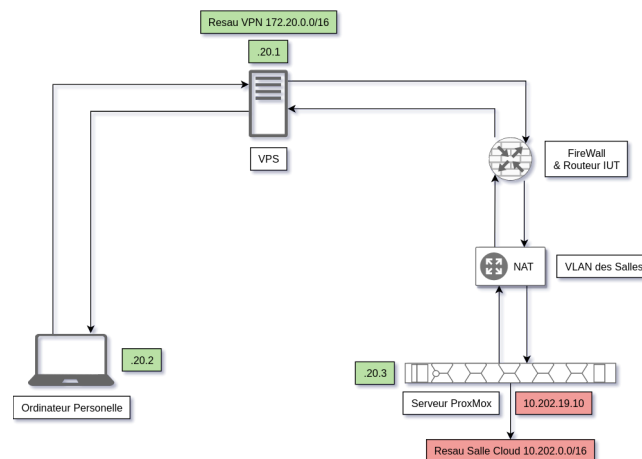 Resau VPN 172.20.0.0/16
.20.1
VPS
FireWall
& Routeur IUT
NAT
VLAN des Salles
.20.2
.20.3
Ordinateur Personelle
Serveur ProxMox
10.202.19.10
Resau Salle Cloud 10.202.0.0/16